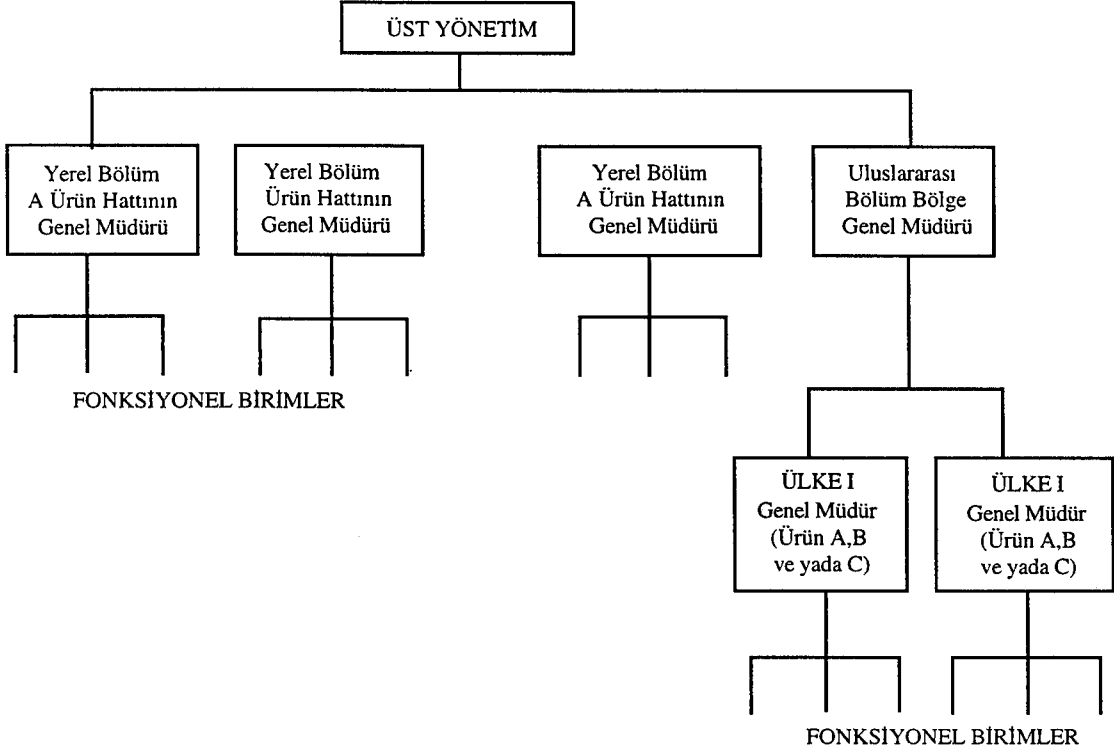 ÜST YÖNETİM
Yerel Bölüm
A Ürün Hattının
Genel Müdürü
Yerel Bölüm
Ürün Hattının
Genel Müdürü
Yerel Bölüm
A Ürün Hattının
Genel Müdürü
Uluslararası
Bölüm Bölge
Genel Müdürü
FONKSİYONEL BİRİMLER
ÜLKE I
Genel Müdür
(Ürün A,B
ve yada C)
ÜLKE I
Genel Müdür
(Ürün A,B
ve yada C)
FONKSİYONEL BİRİMLER